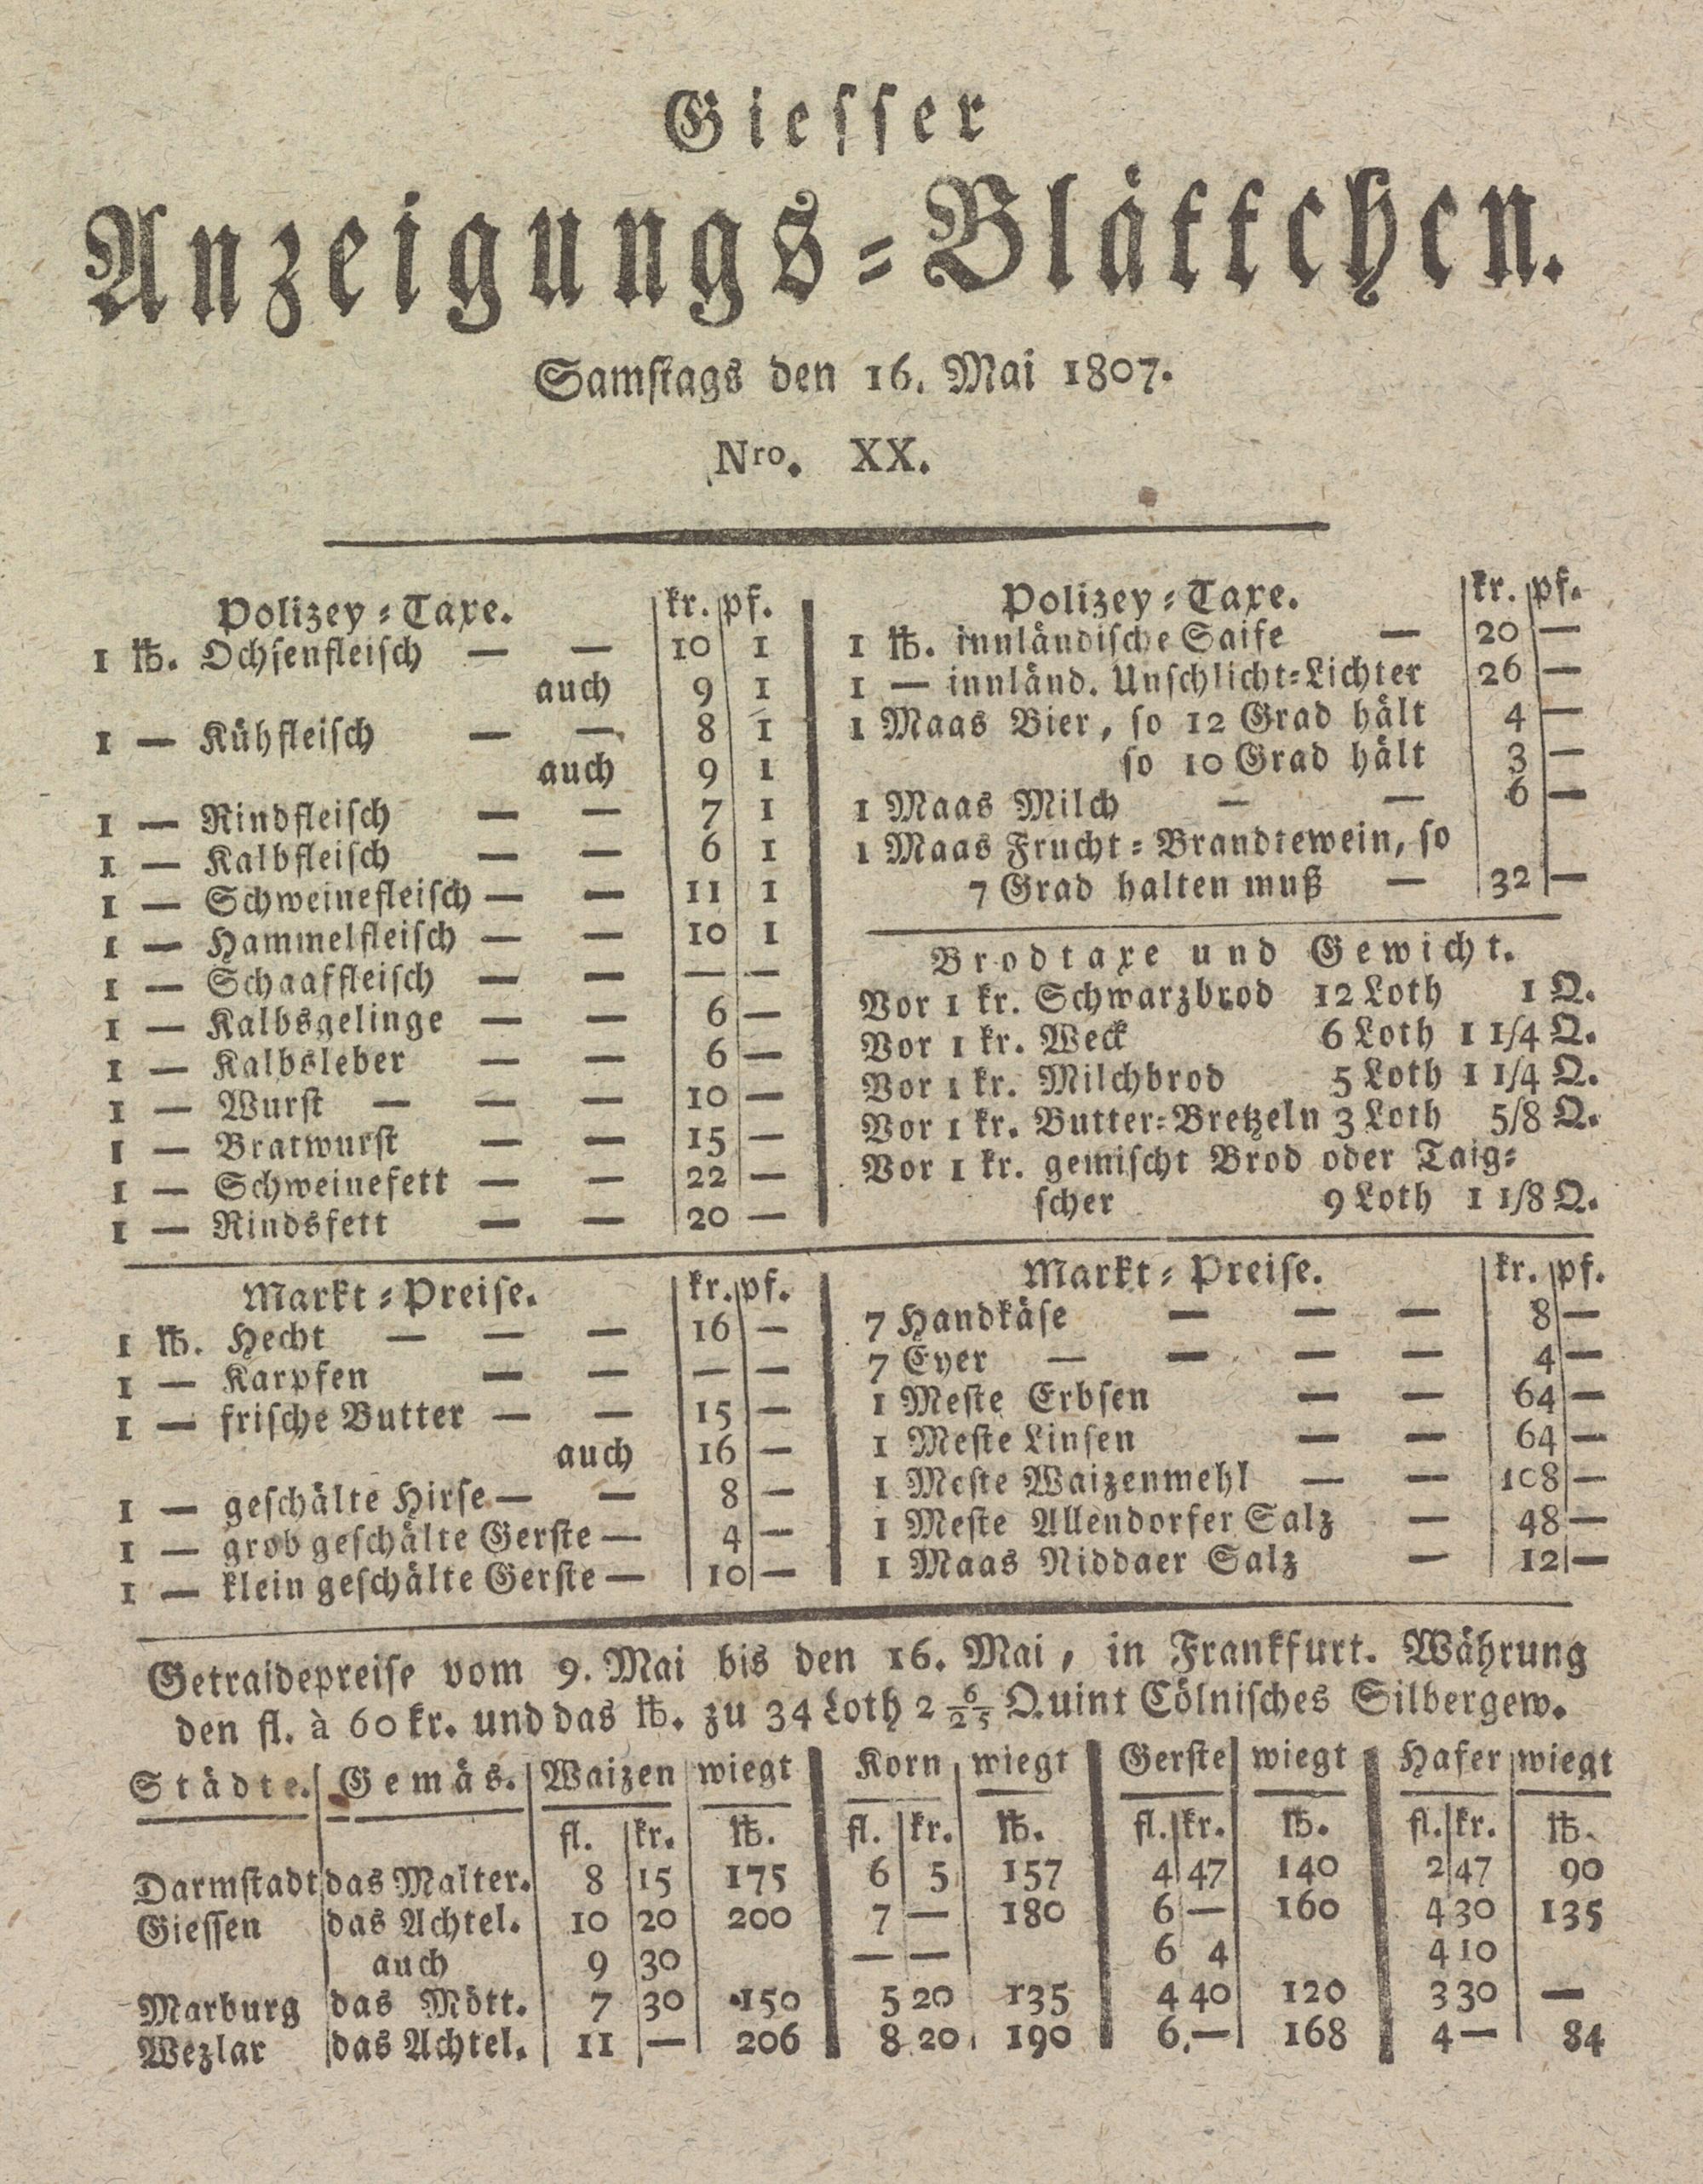 Giesser
Anzeigungs-Blättchen.
Samstags den 16. Mai 1807.
Nro. XX.
Polizey-Taxe. kr. pf.
1 ℔. Ochsenfleisch — — 10 1
auch 9 1
1 — Kühfleisch — — 8 1
auch 9 1
1 — Rindfleisch — — 7 1
1 — Kalbfleisch — — 6 1
1 — Schweinefleisch — — 11 1
1 — Hammelfleisch — — 10 1
1 — Schaaffleisch — — — —
1 — Kalbsgelinge — — 6 —
1 — Kalbsleber — — 6 —
1 — Wurst — — — 10 —
1 — Bratwurst — — 15 —
1 — Schweinefett — — 22 —
1 — Rindsfett — — 20 —
Polizey-Taxe. kr. pf.
1 ℔. innländische Saife — 20 —
1 — innländ. Unschlicht-Lichter 26 —
1 Maas Bier, so 12 Grad hält 4 —
so 10 Grad hält 3 —
1 Maas Milch — — 6 —
1 Maas Frucht-Brandtewein, so
7 Grad halten muß — 32 —
Brodtaxe und Gewicht.
Vor 1 kr. Schwarzbrod 12 Loth 1 Q.
Vor 1 kr. Weck 6 Loth 1 1/4 Q.
Vor 1 kr. Milchbrod 5 Loth 1 1/4 Q.
Vor 1 kr. Butter-Bretzeln 3 Loth 5/8 Q.
Vor 1 kr. gemischt Brod oder Taig-
scher 9 Loth 1 1/8 Q.
Markt-Preise. kr. pf.
1 ℔. Hecht — — — 16 —
1 — Karpfen — — — —
1 — frische Butter — — 15 —
auch 16 —
1 — geschälte Hirse — — 8 —
1 — grob geschälte Gerste — 4 —
1 — klein geschälte Gerste — 10 —
Markt-Preise. kr. pf.
7 Handkäse — — — 8 —
7 Eyer — — — — 4 —
1 Meste Erbsen — — 64 —
1 Meste Linsen — — 64 —
1 Meste Waizenmehl — — 108 —
1 Meste Allendorfer Salz — 48 —
1 Maas Niddaer Salz — 12 —
Getraidepreise vom 9. Mai bis den 16. Mai, in Frankfurt. Währung
den fl. à 60 kr. und das ℔. zu 34 Loth 2 6/25 Quint Cölnisches Silbergew.
Städte. Gemäs. Waizen wiegt Korn wiegt Gerste wiegt Hafer wiegt
fl. kr. ℔. fl. kr. ℔. fl. kr. ℔. fl. kr. ℔.
Darmstadt das Malter. 8 15 175 6 5 157 4 47 140 2 47 90
Giessen das Achtel. 10 20 200 7 — 180 6 — 160 4 30 135
auch 9 30 — — 6 4 4 10
Marburg das Mött. 7 30 150 5 20 135 4 40 120 3 30 —
Wezlar das Achtel. 11 — 206 8 20 190 6 — 168 4 — 84